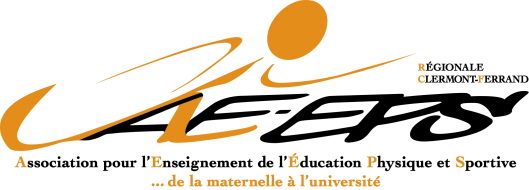 RÉGIONALE
CLERMONT-FERRAND
AE-EPS
Association pour l'Enseignement de l'Éducation Physique et Sportive
... de la maternelle à l'université